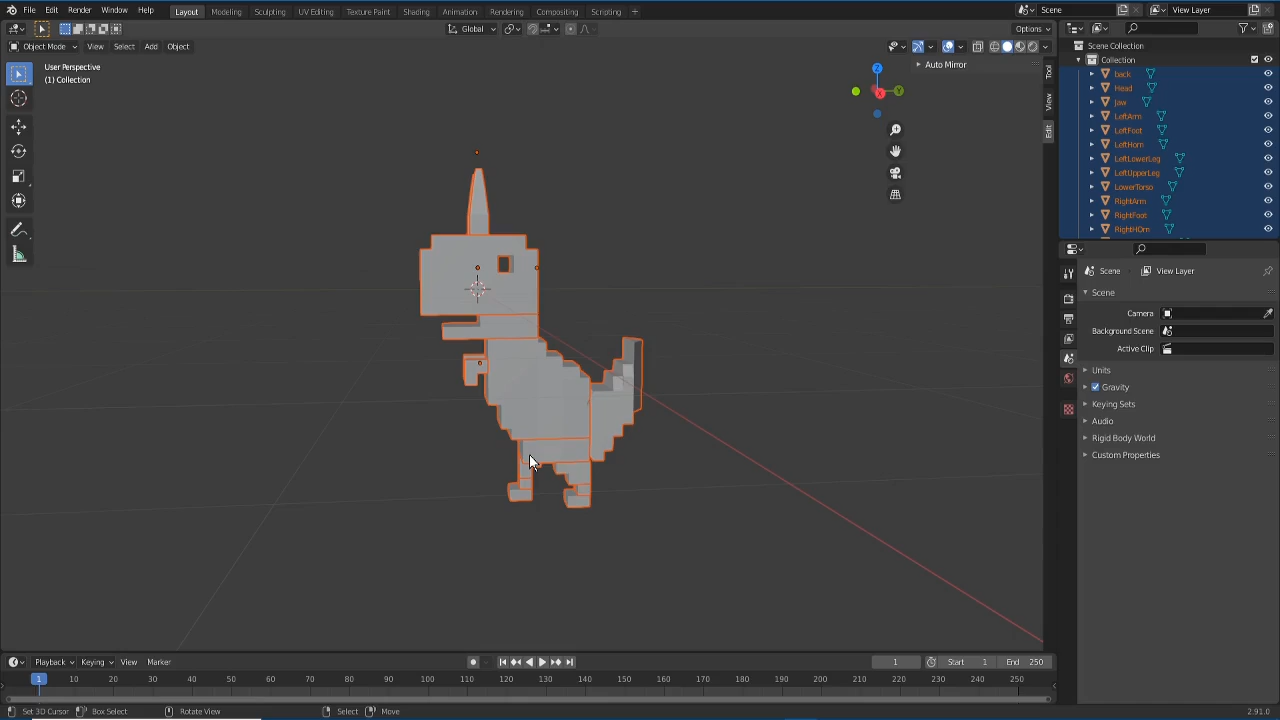 File Edit Render Window Help Layout Modeling Sculpting UV Editing Texture Paint Shading Animation Rendering Compositing Scripting + Scene View Layer
Global Options
Object Mode View Select Add Object
User Perspective
(1) Collection
Z
X
Auto Mirror
Tool
View
Edit
Scene Collection
Collection
back
Head
Jaw
LeftArm
LeftFoot
LeftHorn
LeftLowerLeg
LeftUpperLeg
LowerTorso
RightArm
RightFoot
RightHOrn
Scene View Layer
Scene
Camera
Background Scene
Active Clip
Units
Gravity
Keying Sets
Audio
Rigid Body World
Custom Properties
Playback Keying View Marker 1 Start 1 End 250
1 10 20 30 40 50 60 70 80 90 100 110 120 130 140 150 160 170 180 190 200 210 220 230 240 250
Set 3D Cursor Box Select Rotate View Select Move 2.91.0